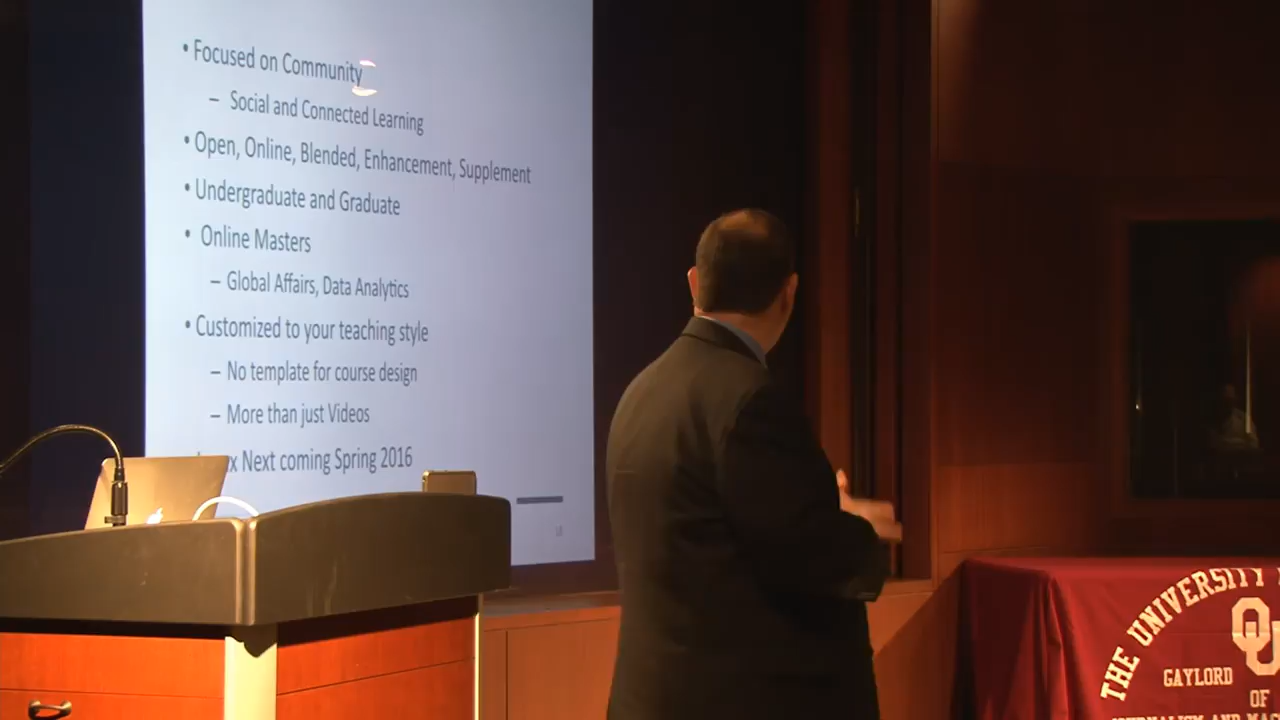 • Focused on Community
– Social and Connected Learning
• Open, Online, Blended, Enhancement, Supplement
• Undergraduate and Graduate
• Online Masters
– Global Affairs, Data Analytics
• Customized to your teaching style
– No template for course design
– More than just Videos
Next coming Spring 2016
THE UNIVERSITY
OU
GAYLORD
OF